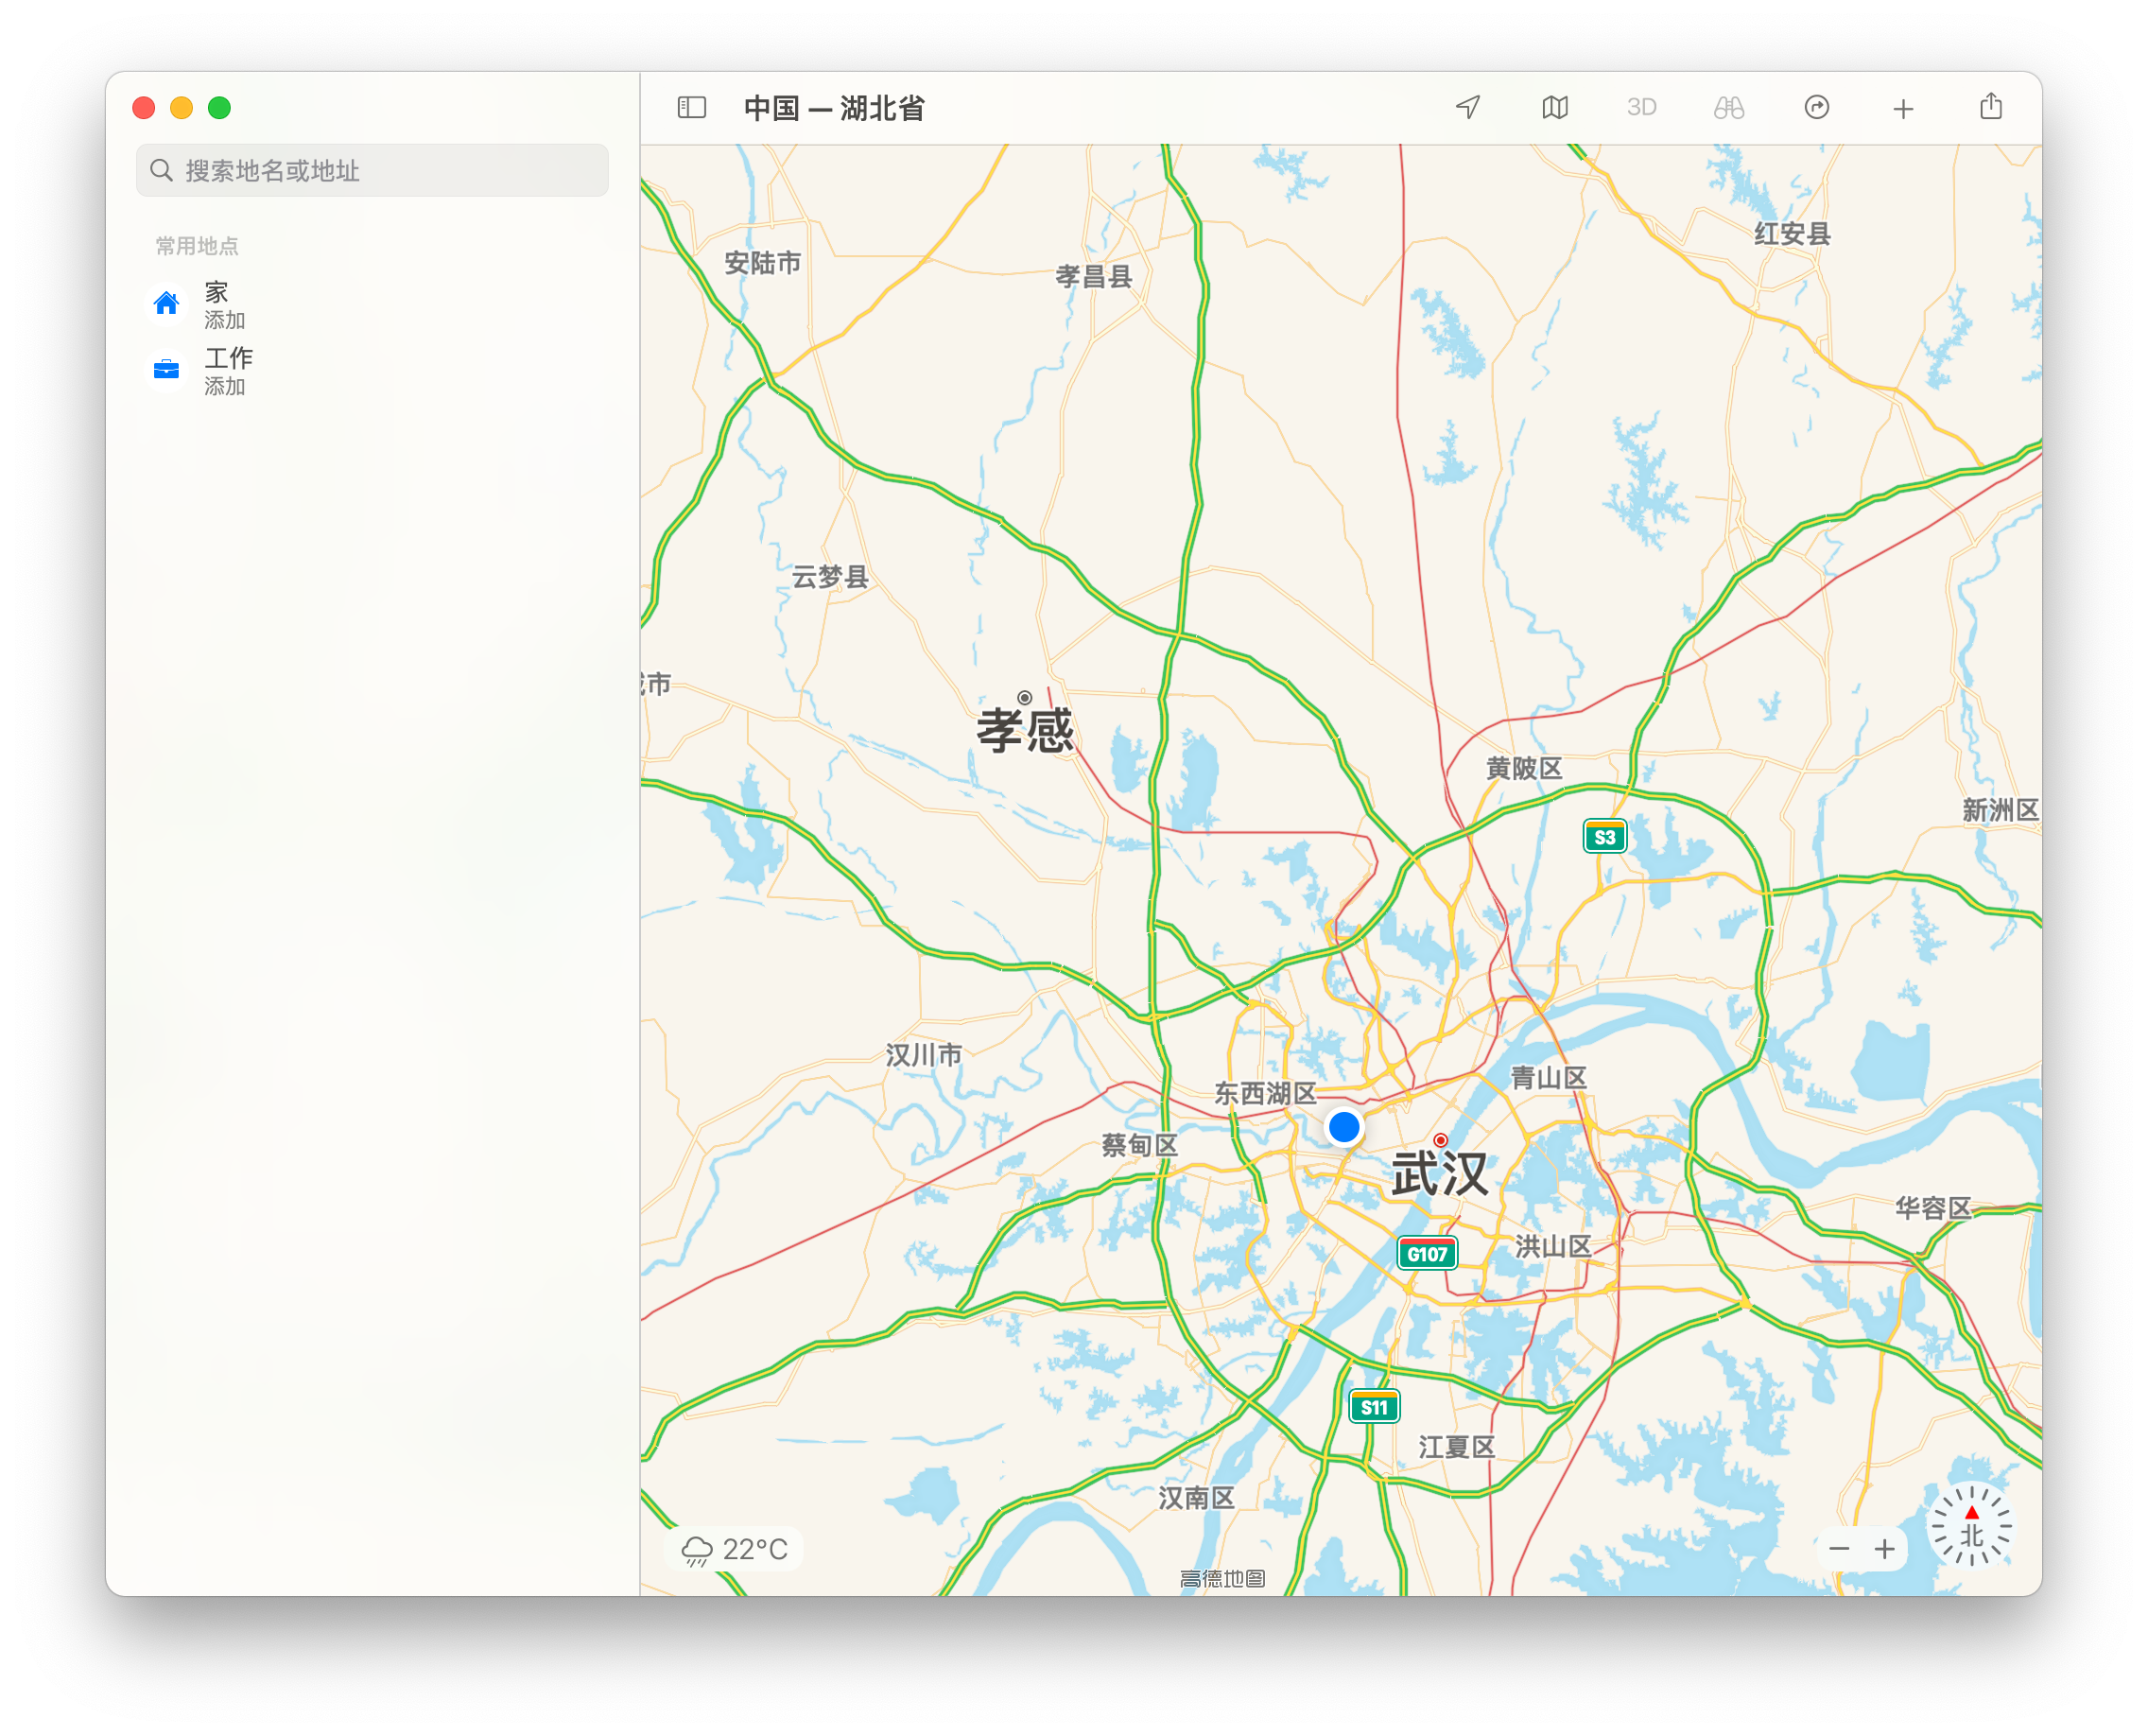 中国 — 湖北省
3D
搜索地名或地址
常用地点
家
添加
工作
添加
红安县
安陆市
孝昌县
云梦县
市
孝感
黄陂区
新洲区
S3
汉川市
青山区
东西湖区
蔡甸区
武汉
华容区
洪山区
G107
S11
江夏区
汉南区
北
22°C
高德地图